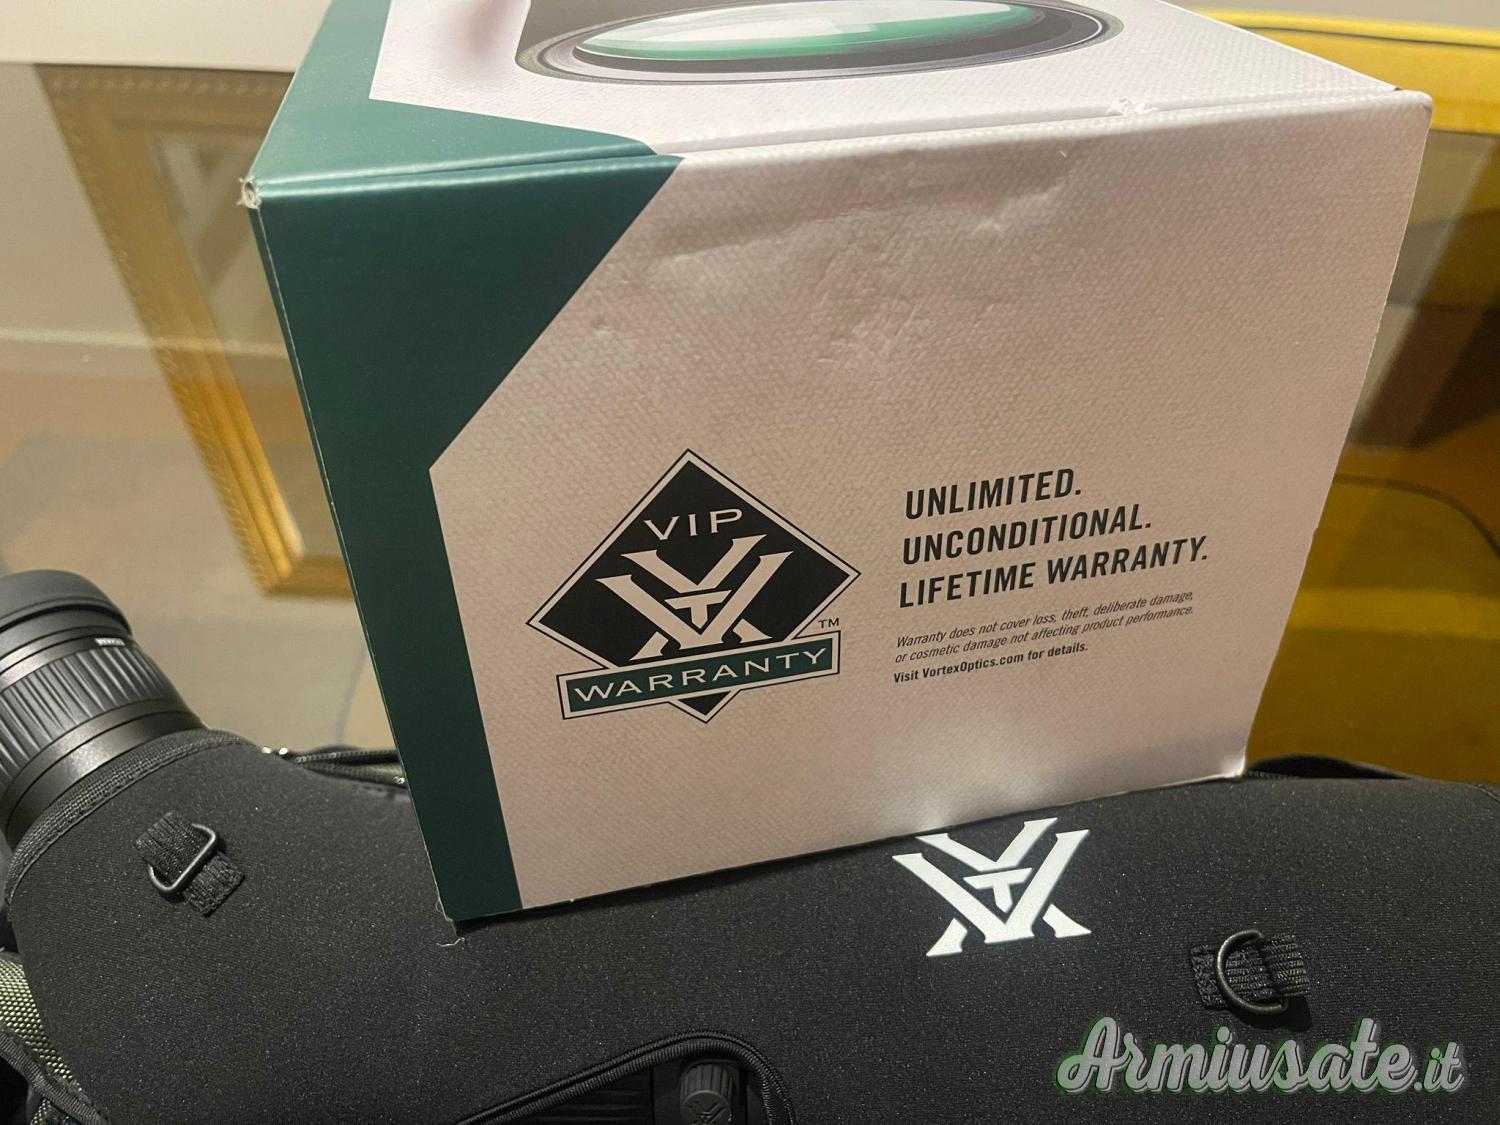 VIP
WARRANTY
TM
UNLIMITED.
UNCONDITIONAL.
LIFETIME WARRANTY.
Warranty does not cover loss, theft, deliberate damage,
or cosmetic damage not affecting product performance.
Visit VortexOptics.com for details.
Armiusate.it